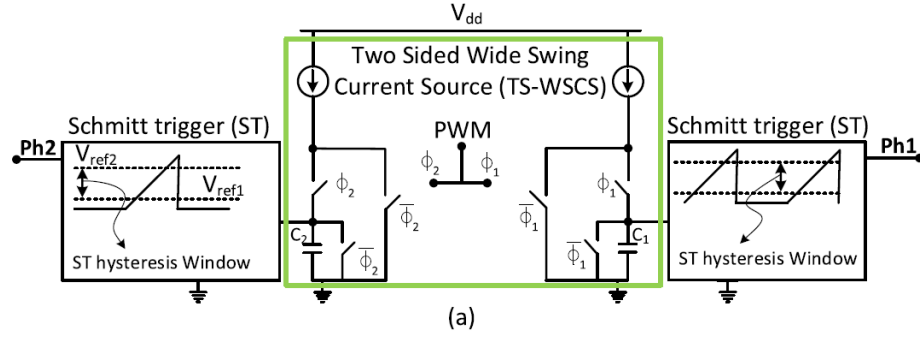 V_dd
Two Sided Wide Swing
Current Source (TS-WSCS)
Schmitt trigger (ST)
Ph2
V_ref2
V_ref1
ST hysteresis Window
PWM
ϕ_2
ϕ_1
ϕ_2
ϕ̅_2
C_2
ϕ̅_2
ϕ_1
ϕ̅_1
ϕ̅_1
C_1
Schmitt trigger (ST)
Ph1
ST hysteresis Window
(a)